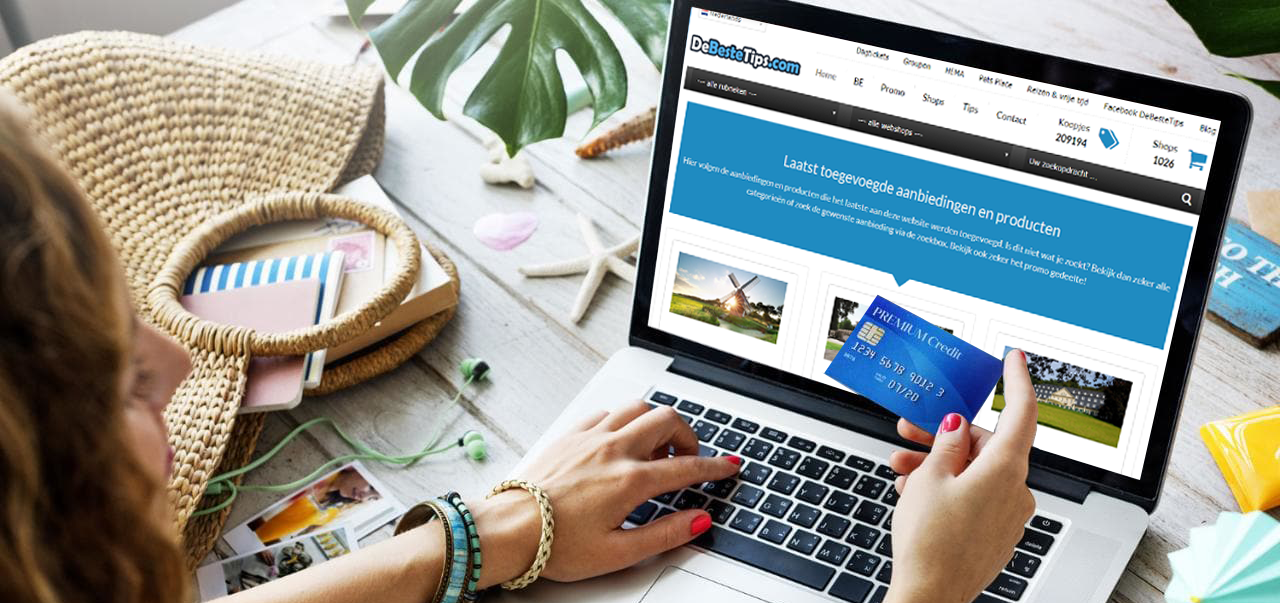 Nederlands
DeBesteTips.com
Dagtickets Groupon HEMA Pets Place Reizen & vrije tijd Facebook DeBesteTips Blog
Home BE Promo Shops Tips Contact
Koopjes
209194
Shops
1026
--- alle rubrieken ---
--- alle webshops ---
Uw zoekopdracht ...
Laatst toegevoegde aanbiedingen en producten
Hier volgen de aanbiedingen en producten die het laatste aan deze website werden toegevoegd. Is dit niet wat je zoekt? Bekijk dan zeker alle
categorieën of zoek de gewenste aanbieding via de zoekbox. Bekijk ook zeker het promo gedeelte!
PREMIUM Credit
1234 5678 9012 3
07/20